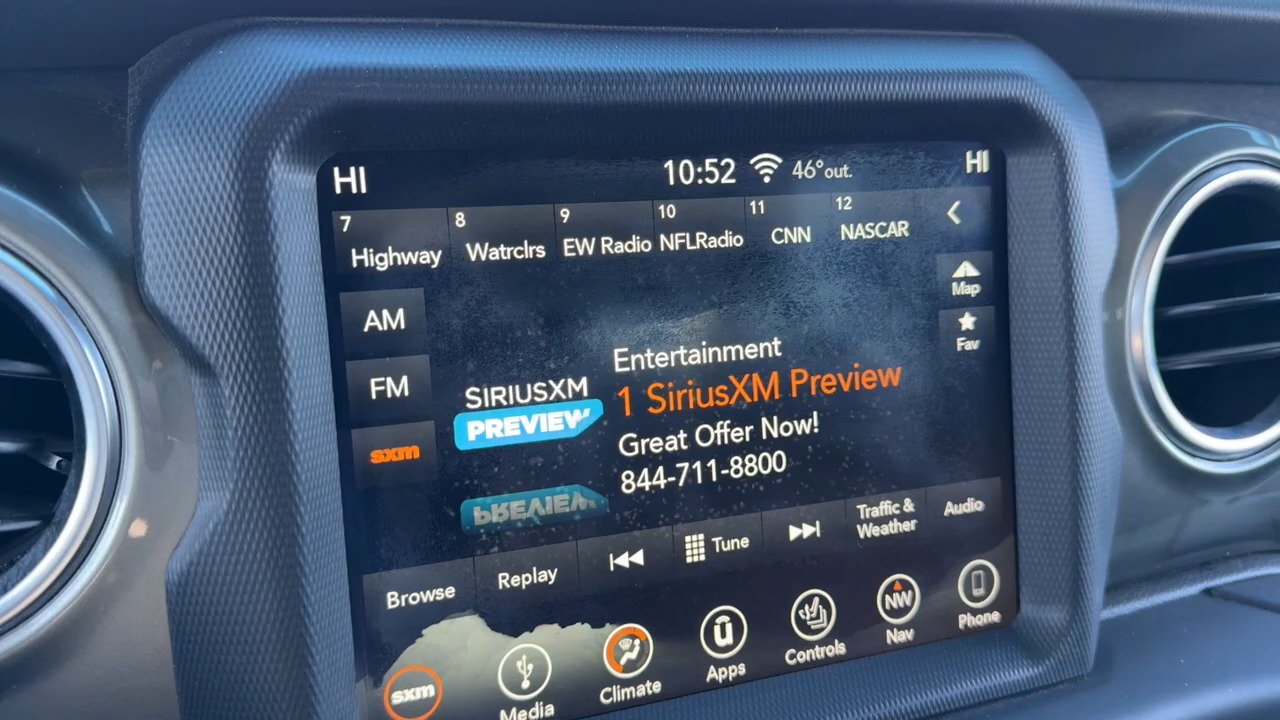 HI 10:52 46° out. HI
7 8 9 10 11 12
Highway Watrclrs EW Radio NFLRadio CNN NASCAR
Map
AM
Fav
Entertainment
FM
SIRIUSXM
1 SiriusXM Preview
PREVIEW
Great Offer Now!
sxm
844-711-8800
PREVIEW
Browse Replay Tune Traffic & Weather Audio
sxm Media Climate Apps Controls NW Nav Phone